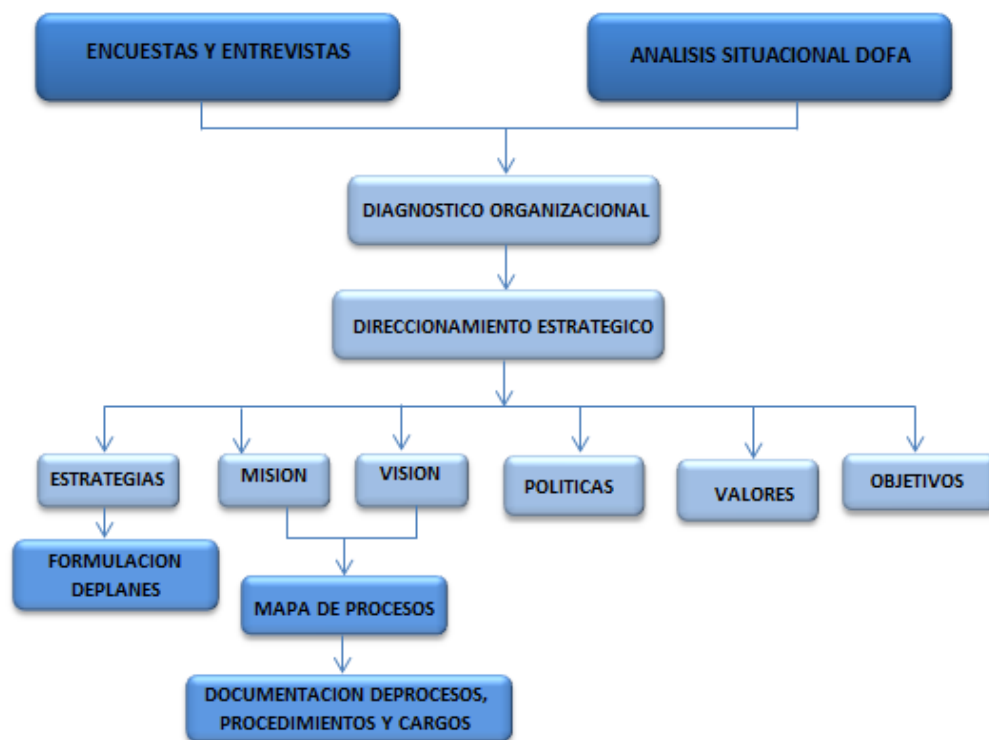 ENCUESTAS Y ENTREVISTAS
ANALISIS SITUACIONAL DOFA
DIAGNOSTICO ORGANIZACIONAL
DIRECCIONAMIENTO ESTRATEGICO
ESTRATEGIAS
MISION
VISION
POLITICAS
VALORES
OBJETIVOS
FORMULACION
DEPLANES
MAPA DE PROCESOS
DOCUMENTACION DEPROCESOS,
PROCEDIMIENTOS Y CARGOS